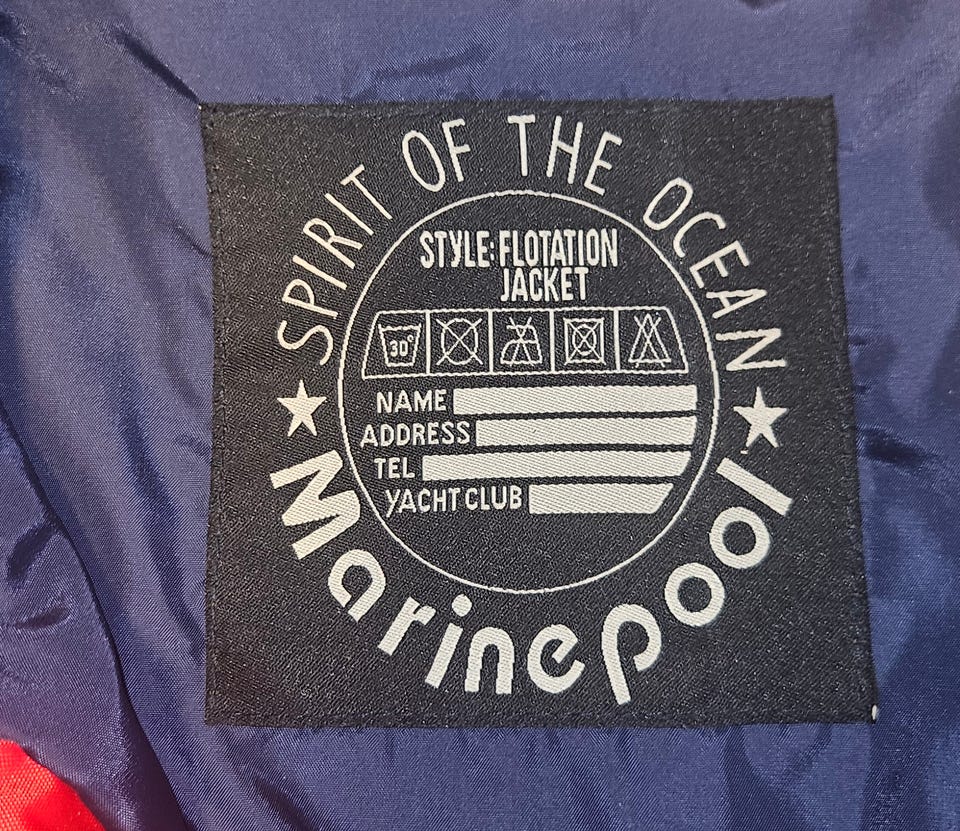 SPIRIT OF THE OCEAN
STYLE: FLOTATION
JACKET
30°
NAME
ADDRESS
TEL
YACHT CLUB
Marinepool